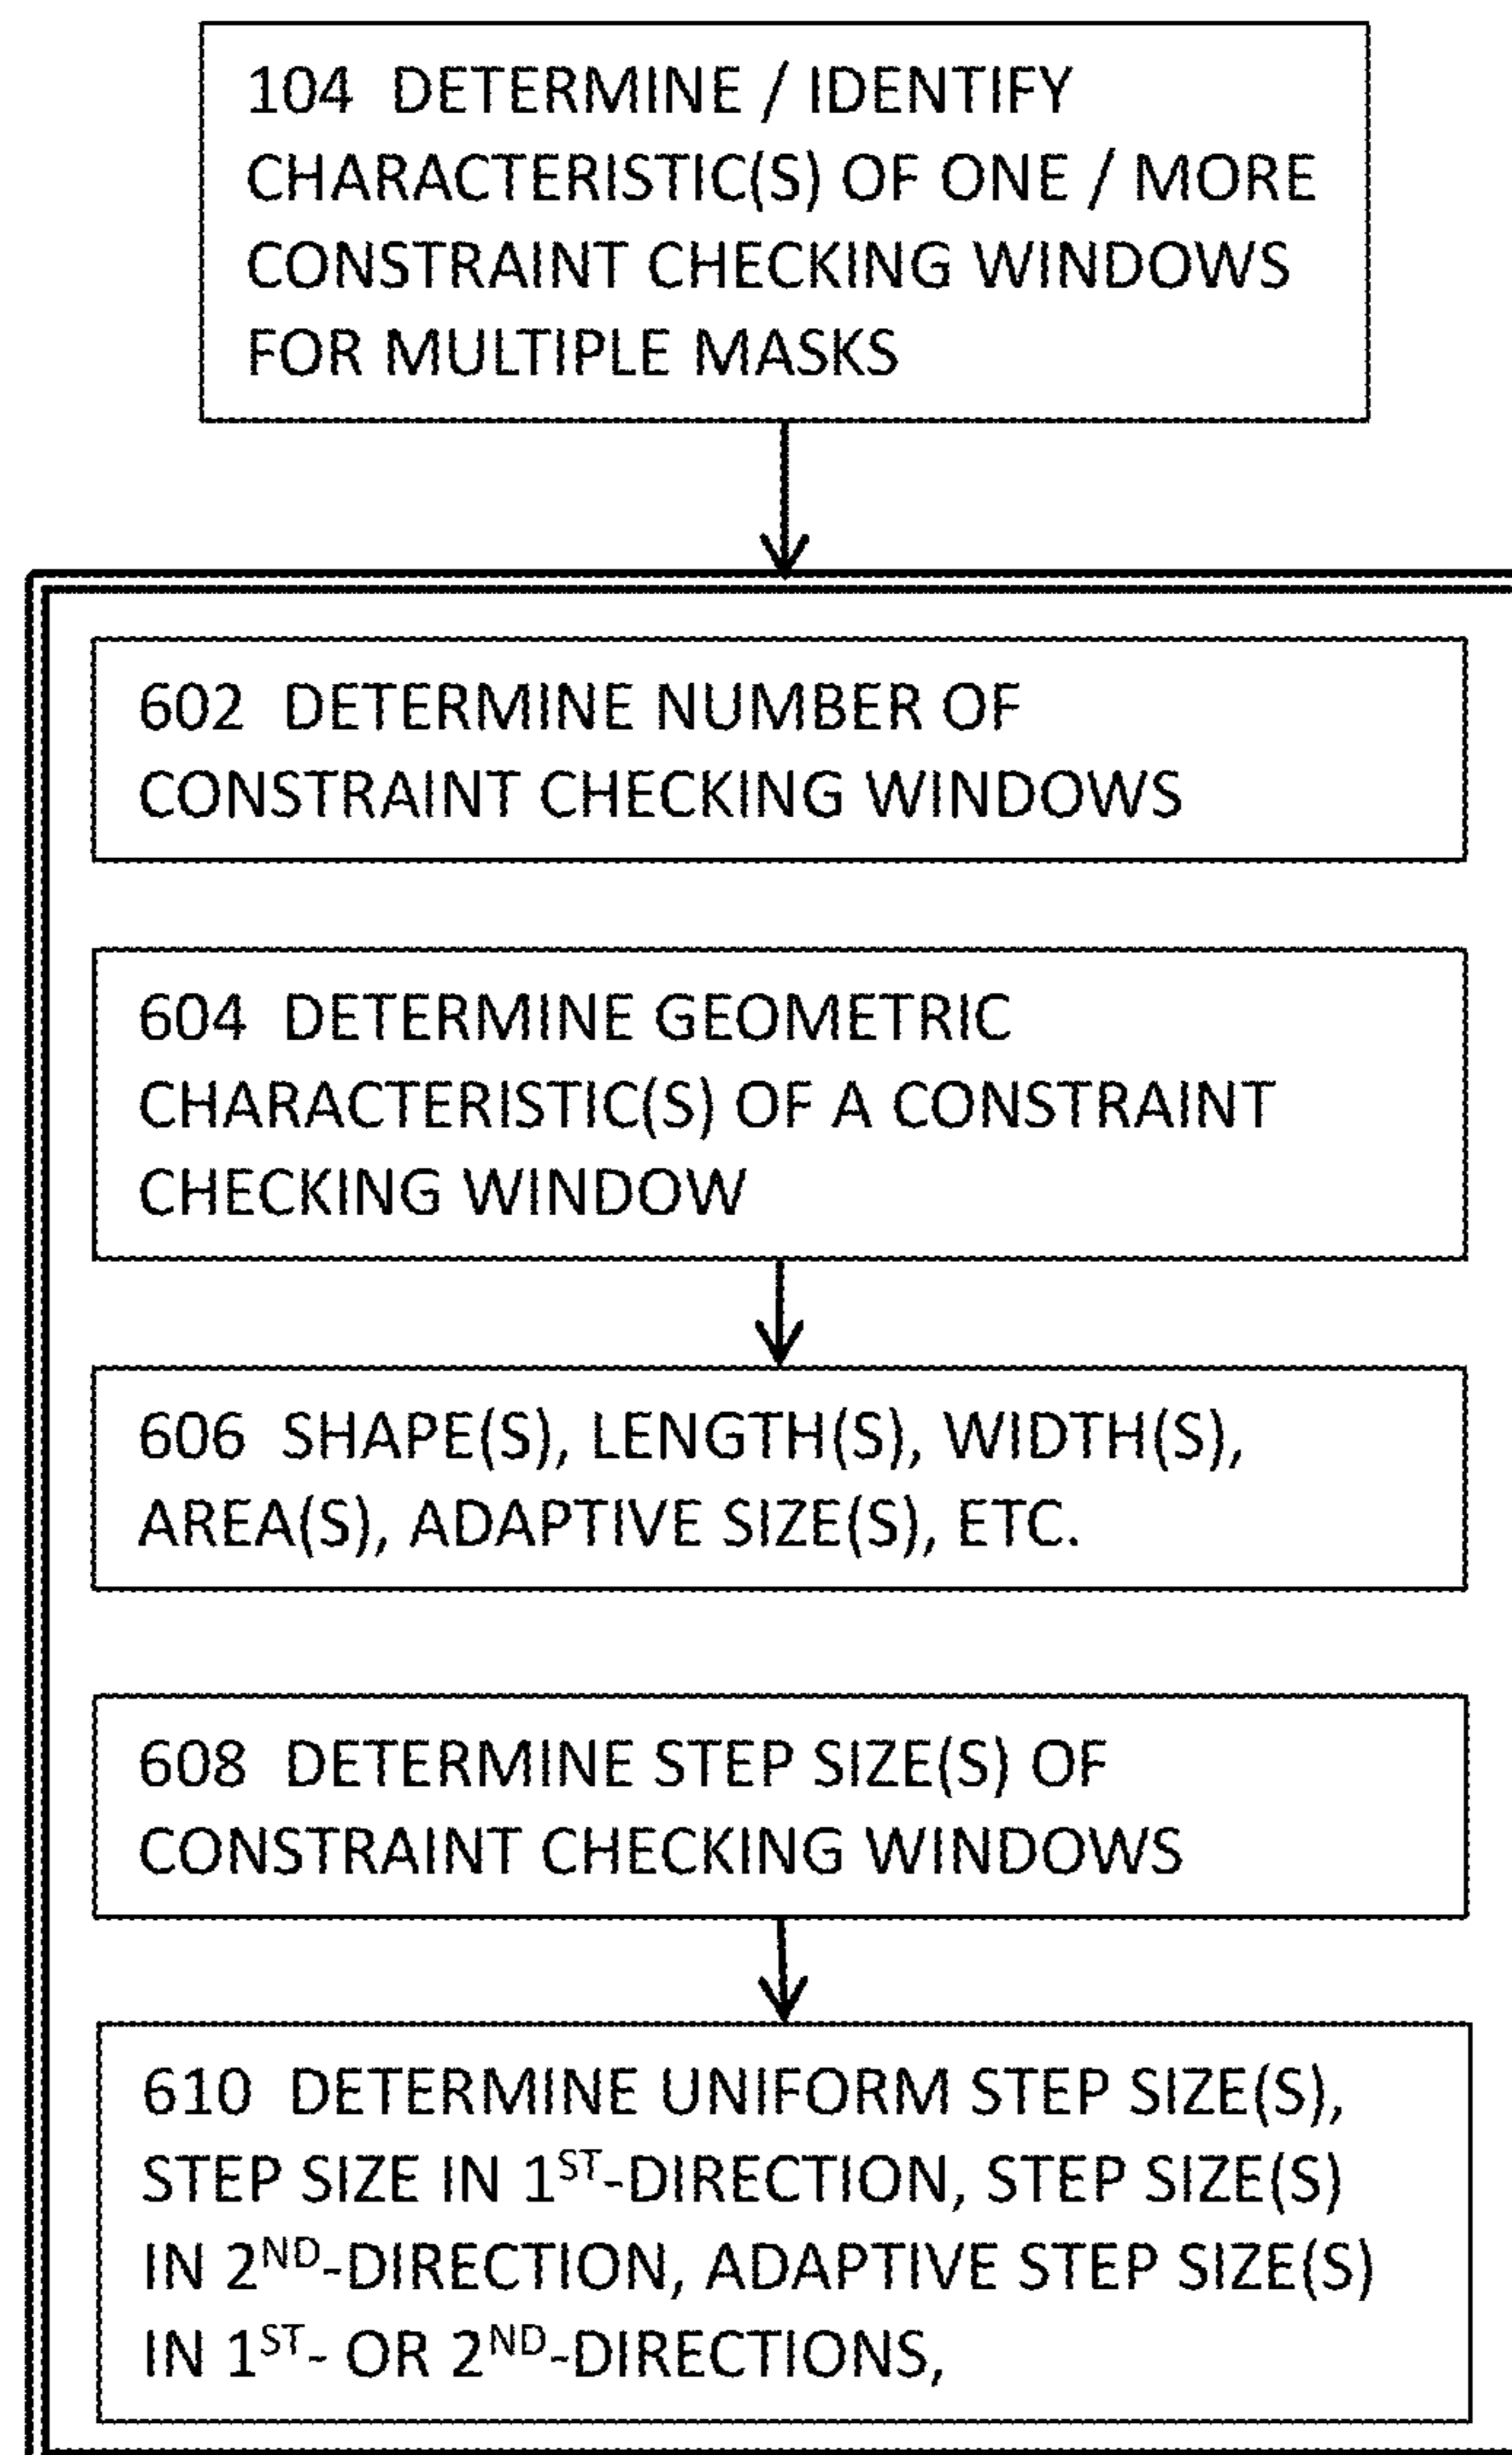 104 DETERMINE / IDENTIFY
CHARACTERISTIC(S) OF ONE / MORE
CONSTRAINT CHECKING WINDOWS
FOR MULTIPLE MASKS
602 DETERMINE NUMBER OF
CONSTRAINT CHECKING WINDOWS
604 DETERMINE GEOMETRIC
CHARACTERISTIC(S) OF A CONSTRAINT
CHECKING WINDOW
606 SHAPE(S), LENGTH(S), WIDTH(S),
AREA(S), ADAPTIVE SIZE(S), ETC.
608 DETERMINE STEP SIZE(S) OF
CONSTRAINT CHECKING WINDOWS
610 DETERMINE UNIFORM STEP SIZE(S),
STEP SIZE IN 1ST-DIRECTION, STEP SIZE(S)
IN 2ND-DIRECTION, ADAPTIVE STEP SIZE(S)
IN 1ST- OR 2ND-DIRECTIONS,